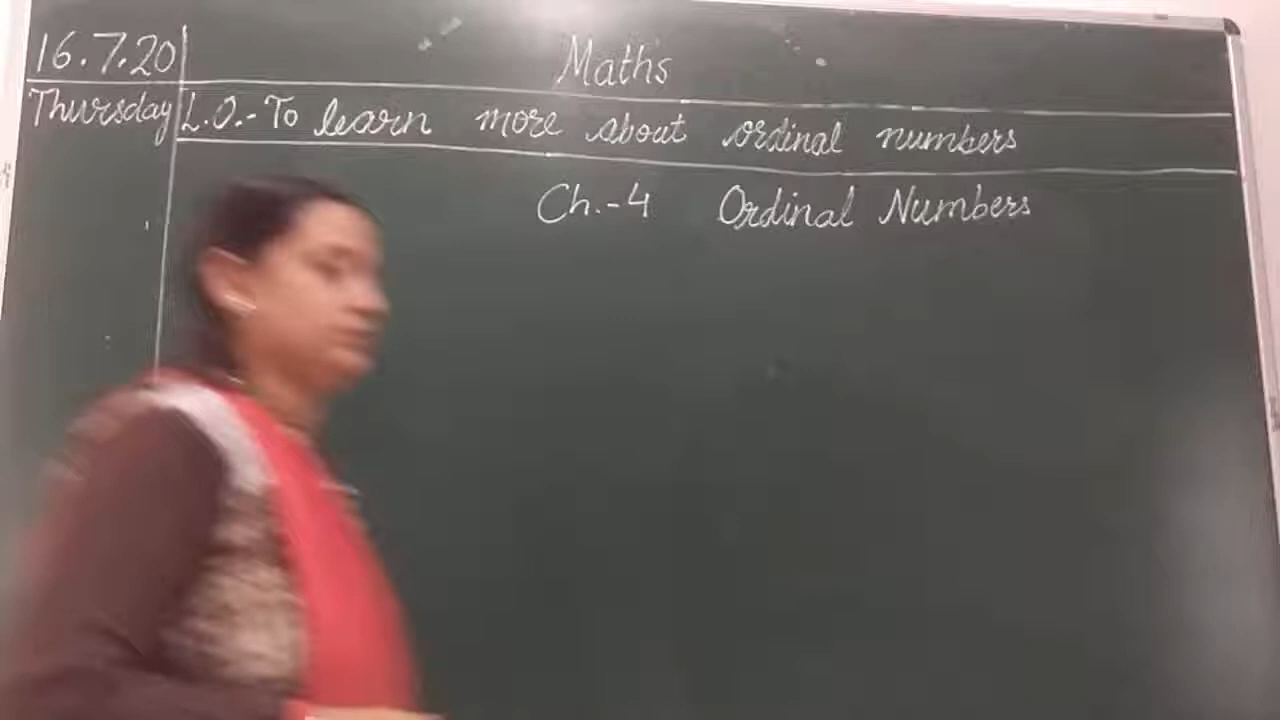 16.7.20 Maths
Thursday L.O.- To learn more about ordinal numbers
Ch.-4 Ordinal Numbers